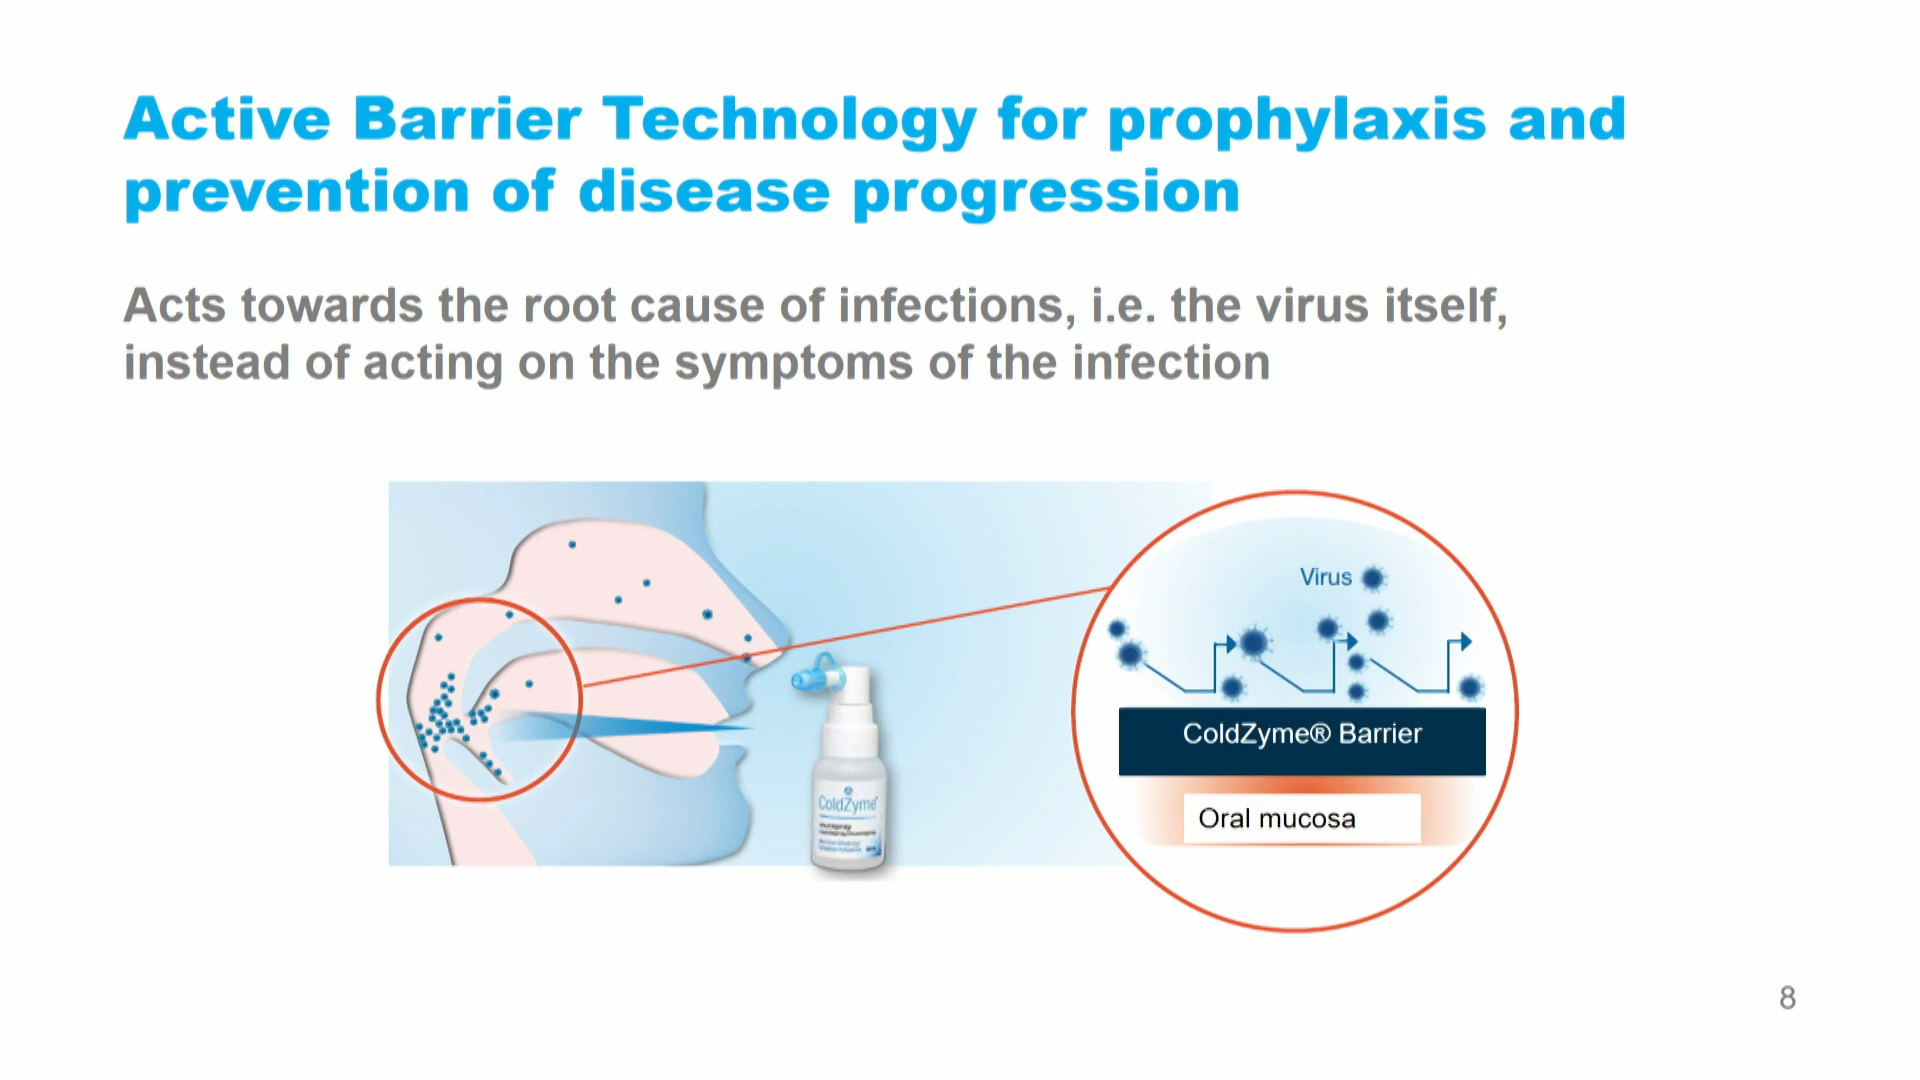 Active Barrier Technology for prophylaxis and
prevention of disease progression
Acts towards the root cause of infections, i.e. the virus itself,
instead of acting on the symptoms of the infection
Virus
ColdZyme® Barrier
Oral mucosa
ColdZyme®
8